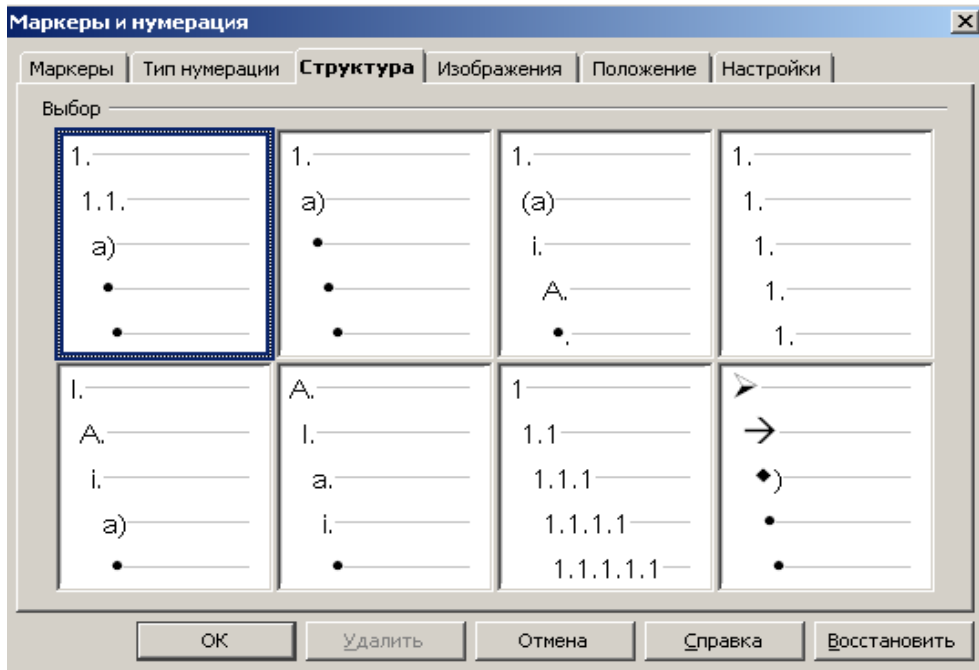 Маркеры и нумерация
Маркеры Тип нумерации Структура Изображения Положение Настройки
Выбор
1.
1.1.
a)
•
•
1.
a)
•
•
•
1.
(a)
i.
A.
•.
1.
1.
1.
1.
1.
I.
A.
i.
a)
•
A.
I.
a.
i.
•
1
1.1
1.1.1
1.1.1.1
1.1.1.1.1
➢
→
◆)
•
•
ОК Удалить Отмена Справка Восстановить